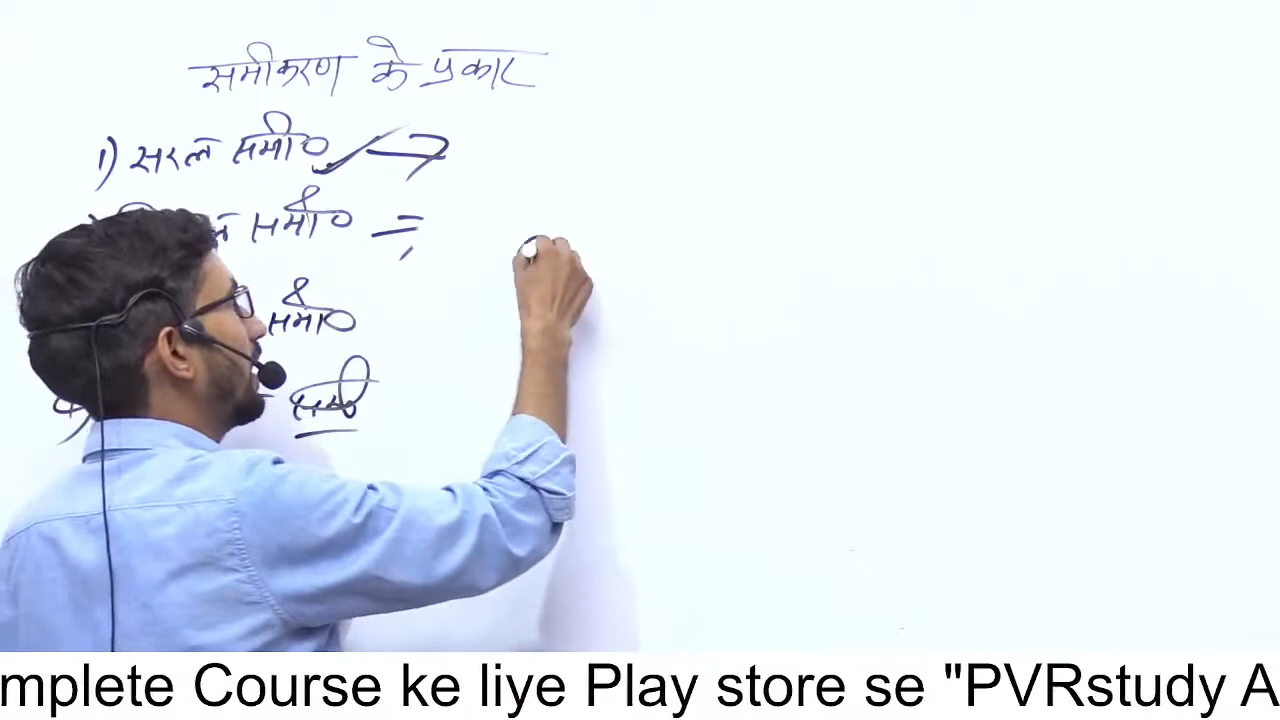 समीकरण के प्रकार
1) सरल समी०
समी० =,
समी०
समी
mplete Course ke liye Play store se "PVRstudy A